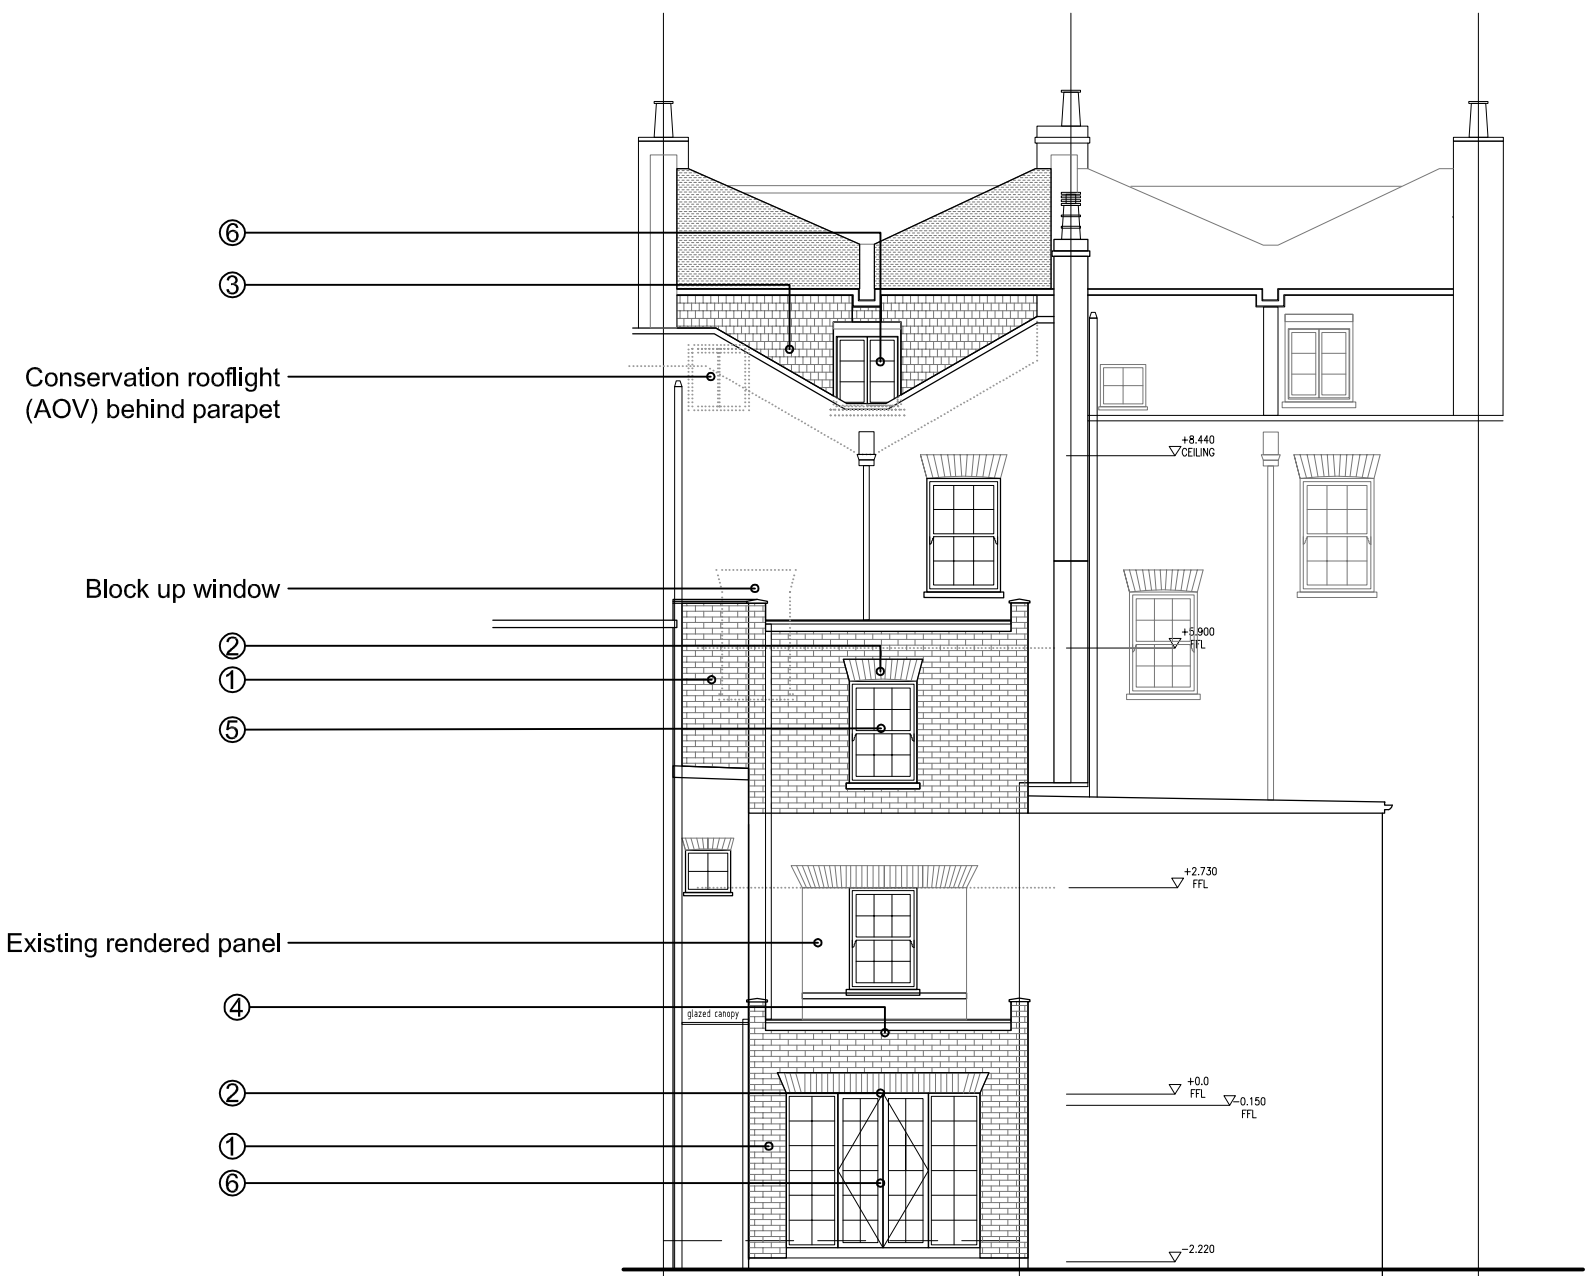 6
3
Conservation rooflight
(AOV) behind parapet
+8.440
CEILING
Block up window
+5.900
FFL
2
1
5
+2.730
FFL
Existing rendered panel
4
glazed canopy
+0.0
FFL
-0.150
FFL
2
1
6
-2.220